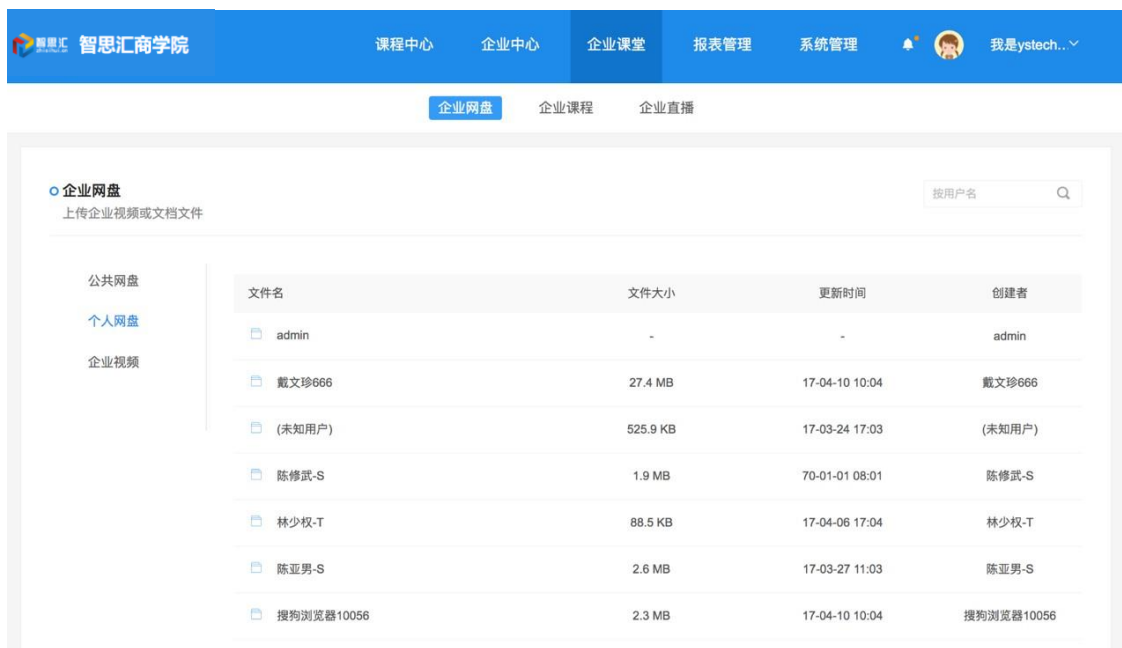 智思汇 智思汇商学院 课程中心 企业中心 企业课堂 报表管理 系统管理 我是ystech...
企业网盘 企业课程 企业直播
企业网盘
上传企业视频或文档文件
按用户名
公共网盘
个人网盘
企业视频
文件名 文件大小 更新时间 创建者
admin - - admin
戴文珍666 27.4 MB 17-04-10 10:04 戴文珍666
(未知用户) 525.9 KB 17-03-24 17:03 (未知用户)
陈修武-S 1.9 MB 70-01-01 08:01 陈修武-S
林少权-T 88.5 KB 17-04-06 17:04 林少权-T
陈亚男-S 2.6 MB 17-03-27 11:03 陈亚男-S
搜狗浏览器10056 2.3 MB 17-04-10 10:04 搜狗浏览器10056